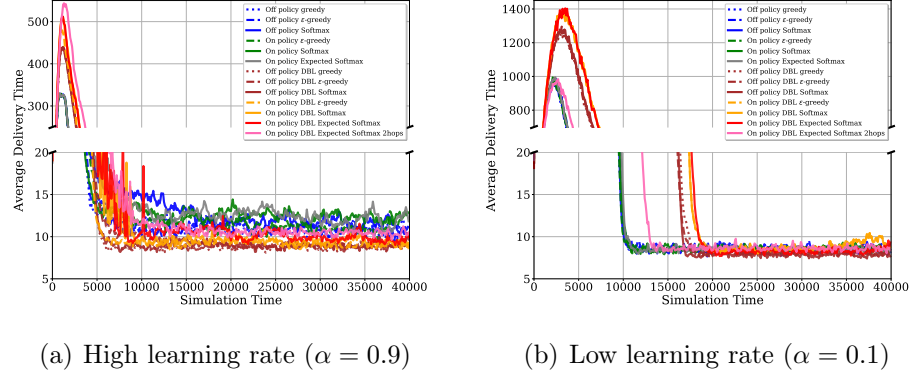 500
400
300
Average Delivery Time
Off policy greedy
Off policy ε-greedy
Off policy Softmax
On policy ε-greedy
On policy Softmax
On policy Expected Softmax
Off policy DBL greedy
Off policy DBL ε-greedy
Off policy DBL Softmax
On policy DBL ε-greedy
On policy DBL Softmax
On policy DBL Expected Softmax
On policy DBL Expected Softmax 2hops
20
15
10
5
0 5000 10000 15000 20000 25000 30000 35000 40000
Simulation Time
(a) High learning rate (α = 0.9)
1400
1200
1000
800
Average Delivery Time
Off policy greedy
Off policy ε-greedy
Off policy Softmax
On policy ε-greedy
On policy Softmax
On policy Expected Softmax
Off policy DBL greedy
Off policy DBL ε-greedy
Off policy DBL Softmax
On policy DBL ε-greedy
On policy DBL Softmax
On policy DBL Expected Softmax
On policy DBL Expected Softmax 2hops
20
15
10
5
0 5000 10000 15000 20000 25000 30000 35000 40000
Simulation Time
(b) Low learning rate (α = 0.1)